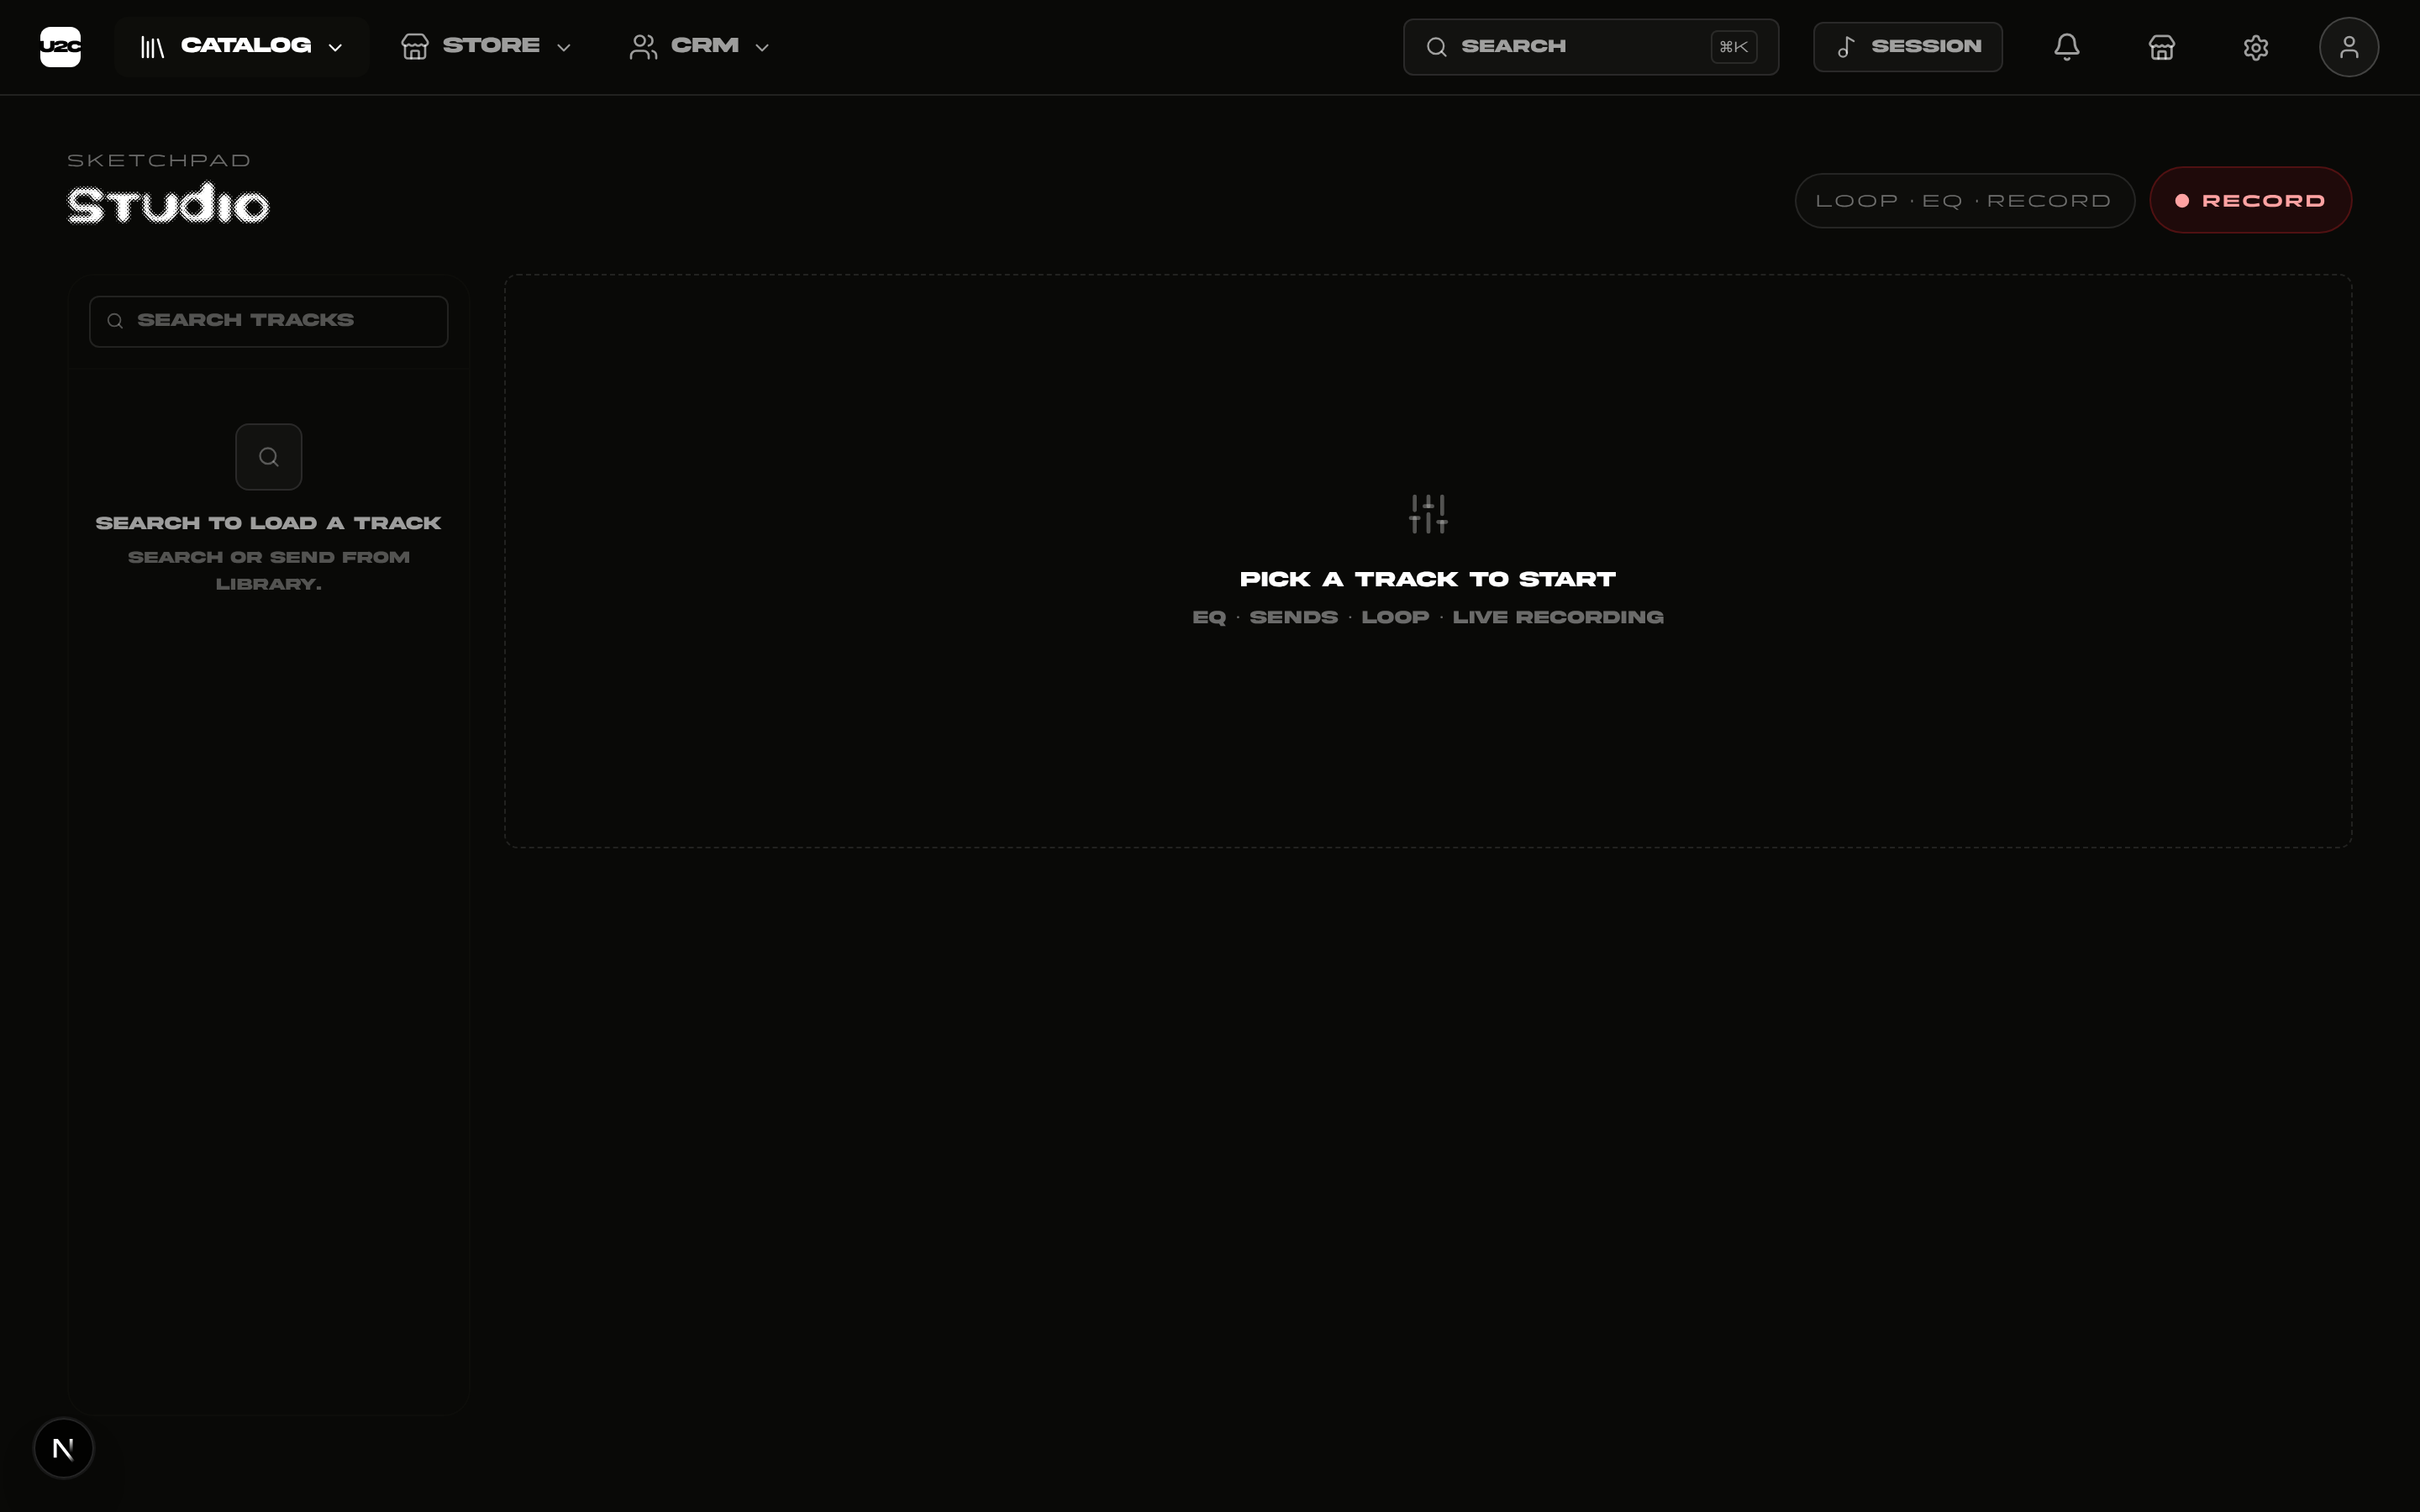 U2C
CATALOG
STORE
CRM
SEARCH
⌘K
SESSION
SKETCHPAD
Studio
LOOP · EQ · RECORD
RECORD
SEARCH TRACKS
SEARCH TO LOAD A TRACK
SEARCH OR SEND FROM
LIBRARY.
PICK A TRACK TO START
EQ · SENDS · LOOP · LIVE RECORDING
N